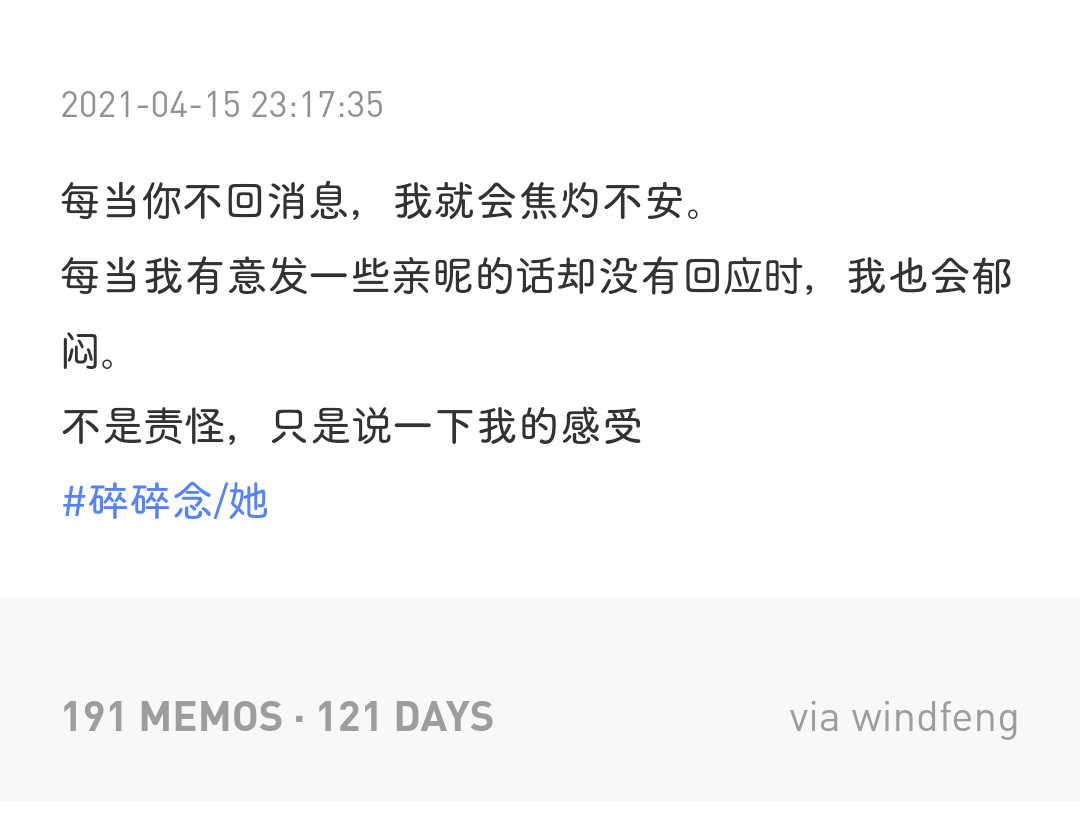 2021-04-15 23:17:35
每当你不回消息，我就会焦灼不安。
每当我有意发一些亲昵的话却没有回应时，我也会郁
闷。
不是责怪，只是说一下我的感受
#碎碎念/她
191 MEMOS · 121 DAYS
via windfeng